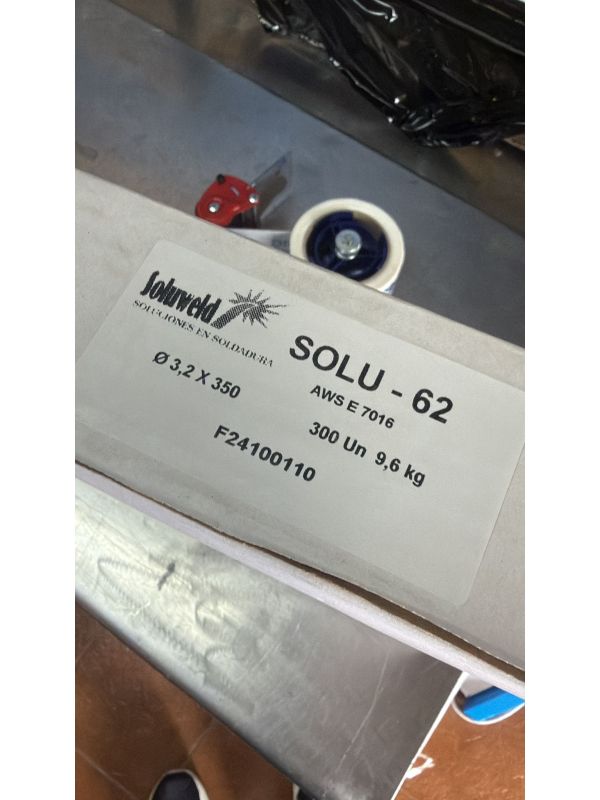 Soluweld
SOLUCIONES EN SOLDADURA
SOLU - 62
Ø 3,2 X 350
AWS E 7016
300 Un 9,6 kg
F24100110